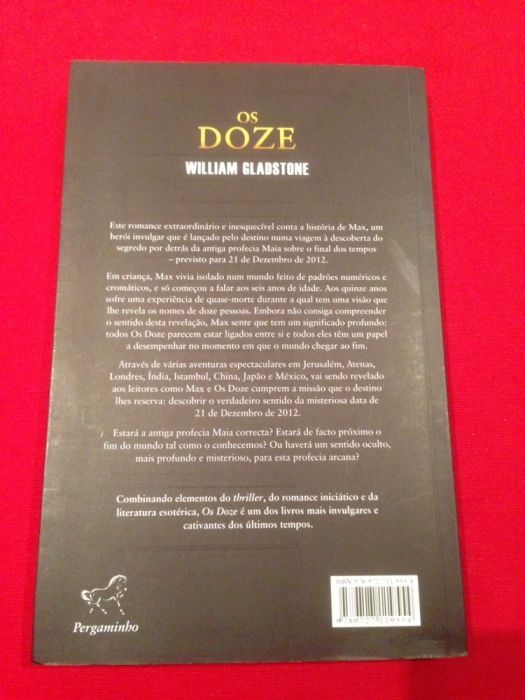 OS
DOZE
WILLIAM GLADSTONE
Este romance extraordinário e inesquecível conta a história de Max, um
herói invulgar que é lançado pelo destino numa viagem à descoberta do
segredo por detrás da antiga profecia Maia sobre o final dos tempos
– previsto para 21 de Dezembro de 2012.
Em criança, Max vivia isolado num mundo feito de padrões numéricos e
cromáticos, e só começou a falar aos seis anos de idade. Aos quinze anos
sofre uma experiência de quase-morte durante a qual tem uma visão que
lhe revela os nomes de doze pessoas. Embora não consiga compreender
o sentido desta revelação, Max sente que tem um significado profundo:
todos Os Doze parecem estar ligados entre si e todos eles têm um papel
a desempenhar no momento em que o mundo chegar ao fim.
Através de várias aventuras espectaculares em Jerusalém, Atenas,
Londres, Índia, Istambul, China, Japão e México, vai sendo revelado
aos leitores como Max e Os Doze cumprem a missão que o destino
lhes reserva: descobrir o verdadeiro sentido da misteriosa data de
21 de Dezembro de 2012.
Estará a antiga profecia Maia correcta? Estará de facto próximo o
fim do mundo tal como o conhecemos? Ou haverá um sentido oculto,
mais profundo e misterioso, para esta profecia arcana?
Combinando elementos do thriller, do romance iniciático e da
literatura esotérica, Os Doze é um dos livros mais invulgares e
cativantes dos últimos tempos.
Pergaminho